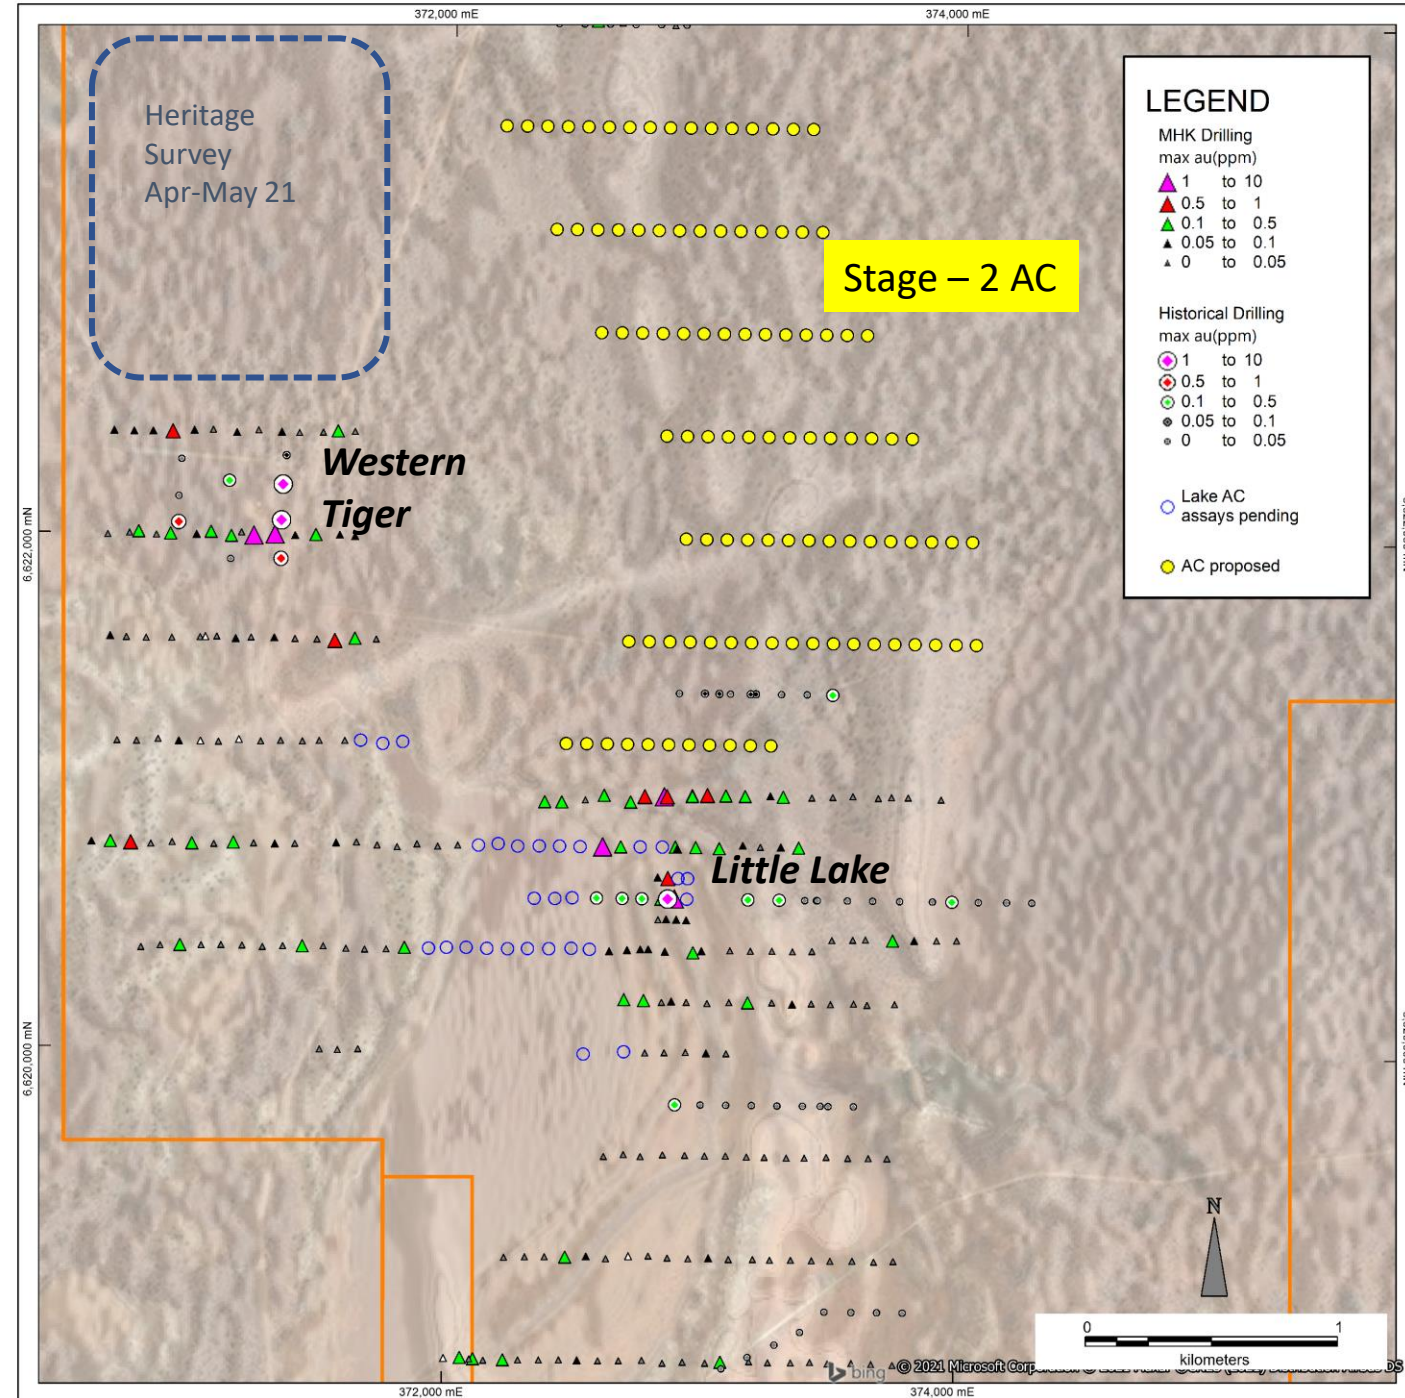 372,000 mE
374,000 mE
Heritage
Survey
Apr-May 21
Stage – 2 AC
LEGEND
MHK Drilling
max au(ppm)
1 to 10
0.5 to 1
0.1 to 0.5
0.05 to 0.1
0 to 0.05
Historical Drilling
max au(ppm)
1 to 10
0.5 to 1
0.1 to 0.5
0.05 to 0.1
0 to 0.05
Lake AC
assays pending
AC proposed
Western
Tiger
6,622,000 mN
Little Lake
6,620,000 mN
N
0 1
kilometers
bing © 2021 Microsoft
372,000 mE
374,000 mE